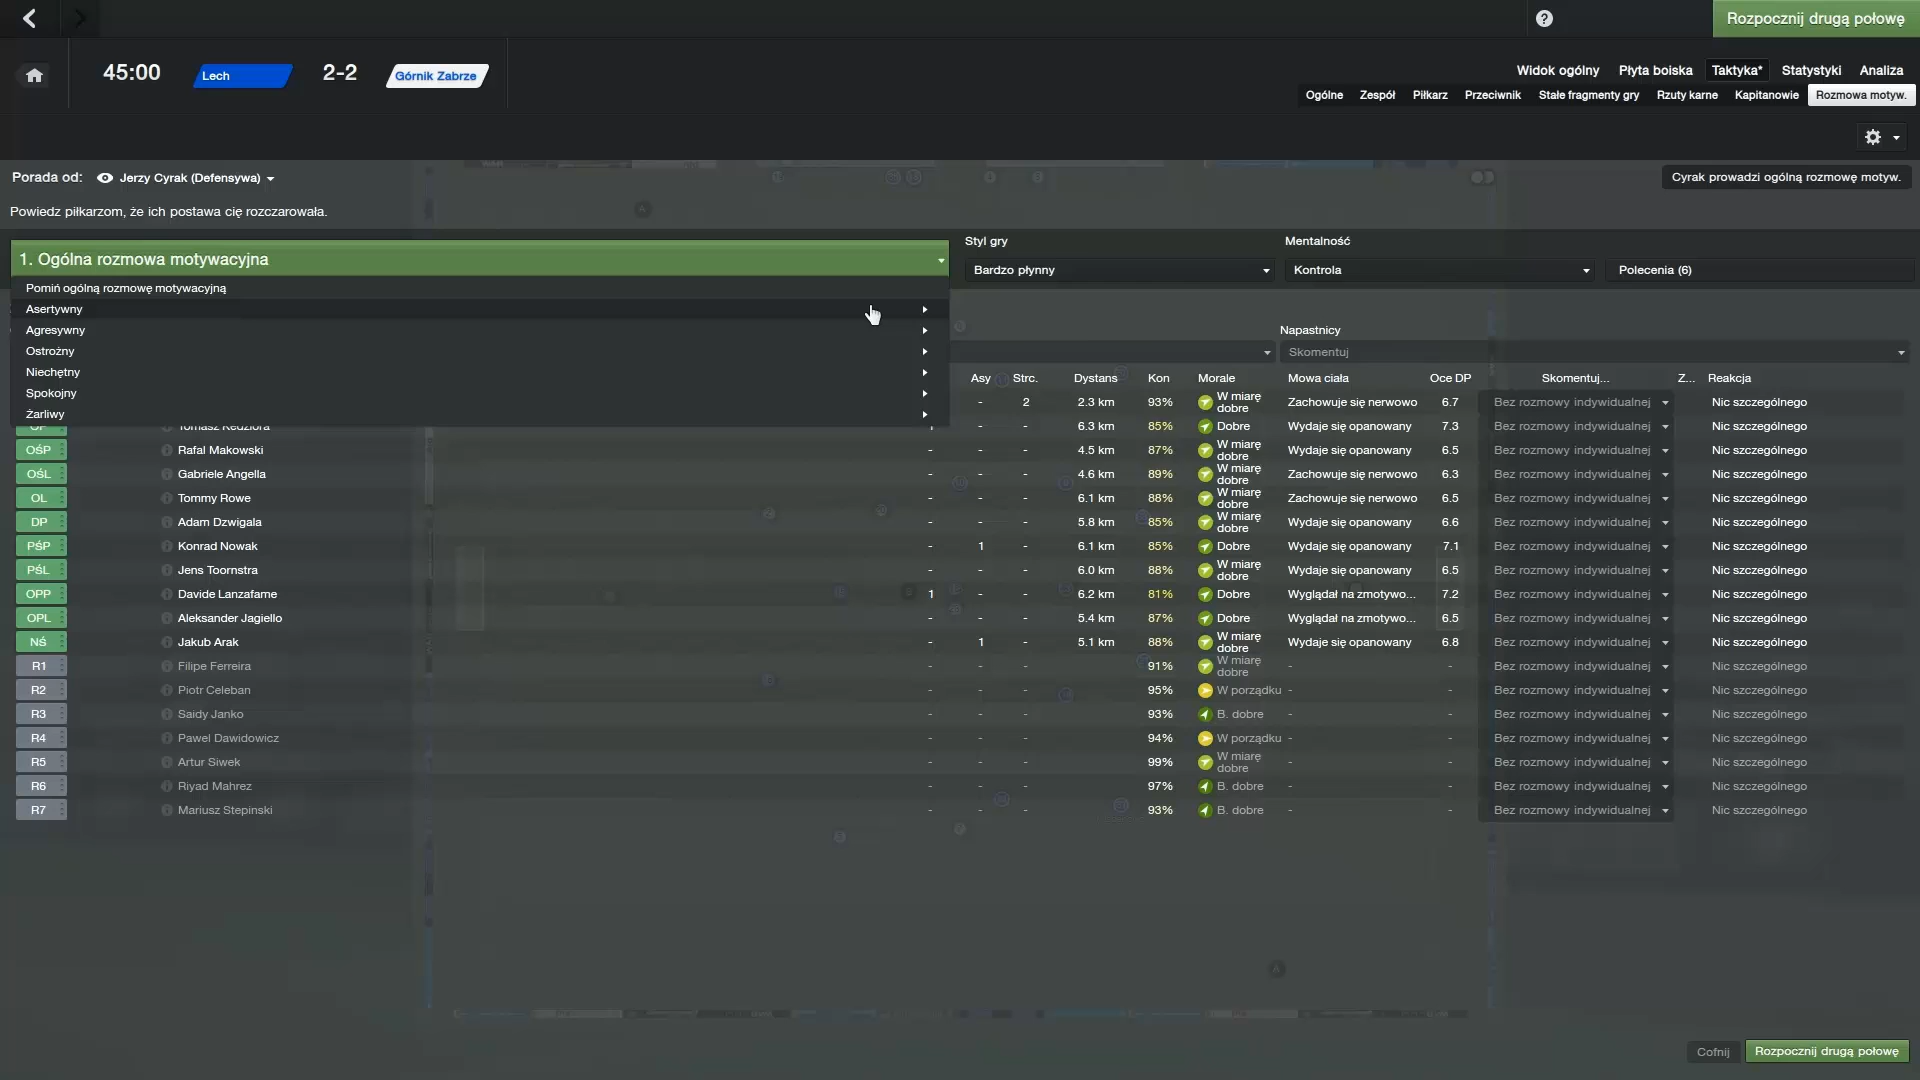 Rozpocznij drugą połowę
45:00
Lech
2-2
Górnik Zabrze
Widok ogólny Płyta boiska Taktyka* Statystyki Analiza
Ogólne Zespół Piłkarz Przeciwnik Stałe fragmenty gry Rzuty karne Kapitanowie Rozmowa motyw.
Porada od: Jerzy Cyrak (Defensywa)
Cyrak prowadzi ogólną rozmowę motyw.
Powiedz piłkarzom, że ich postawa cię rozczarowała.
1. Ogólna rozmowa motywacyjna
Pomiń ogólną rozmowę motywacyjną
Asertywny
Agresywny
Ostrożny
Niechętny
Spokojny
Żarliwy
Styl gry
Bardzo płynny
Mentalność
Kontrola
Polecenia (6)
Napastnicy
Skomentuj
Asy Strc. Dystans Kon Morale Mowa ciała Oce DP Skomentuj... Z... Reakcja
- 2 2.3 km 93% W miarę dobre Zachowuje się nerwowo 6.7 Bez rozmowy indywidualnej Nic szczególnego
OP Tomasz Kedziora 1 - - 6.3 km 85% Dobre Wydaje się opanowany 7.3 Bez rozmowy indywidualnej Nic szczególnego
OŚP Rafal Makowski - - - 4.5 km 87% W miarę dobre Wydaje się opanowany 6.5 Bez rozmowy indywidualnej Nic szczególnego
OŚL Gabriele Angella - - - 4.6 km 89% W miarę dobre Zachowuje się nerwowo 6.3 Bez rozmowy indywidualnej Nic szczególnego
OL Tommy Rowe - - - 6.1 km 88% W miarę dobre Zachowuje się nerwowo 6.5 Bez rozmowy indywidualnej Nic szczególnego
DP Adam Dzwigala - - - 5.8 km 85% W miarę dobre Wydaje się opanowany 6.6 Bez rozmowy indywidualnej Nic szczególnego
PŚP Konrad Nowak - 1 - 6.1 km 85% Dobre Wydaje się opanowany 7.1 Bez rozmowy indywidualnej Nic szczególnego
PŚL Jens Toornstra - - - 6.0 km 88% W miarę dobre Wydaje się opanowany 6.5 Bez rozmowy indywidualnej Nic szczególnego
OPP Davide Lanzafame 1 - - 6.2 km 81% Dobre Wyglądał na zmotywo... 7.2 Bez rozmowy indywidualnej Nic szczególnego
OPL Aleksander Jagiello - - 5.4 km 87% Dobre Wyglądał na zmotywo... 6.5 Bez rozmowy indywidualnej Nic szczególnego
NŚ Jakub Arak - 1 - 5.1 km 88% W miarę dobre Wydaje się opanowany 6.8 Bez rozmowy indywidualnej Nic szczególnego
R1 Filipe Ferreira - - - 91% W miarę dobre - - Bez rozmowy indywidualnej Nic szczególnego
R2 Piotr Celeban - - - 95% W porządku - - Bez rozmowy indywidualnej Nic szczególnego
R3 Saidy Janko - - - 93% B. dobre - - Bez rozmowy indywidualnej Nic szczególnego
R4 Pawel Dawidowicz - - - 94% W porządku - - Bez rozmowy indywidualnej Nic szczególnego
R5 Artur Siwek - - - 99% W miarę dobre - - Bez rozmowy indywidualnej Nic szczególnego
R6 Riyad Mahrez - - - 97% B. dobre - - Bez rozmowy indywidualnej Nic szczególnego
R7 Mariusz Stepinski - - - 93% B. dobre - - Bez rozmowy indywidualnej Nic szczególnego
Cofnij Rozpocznij drugą połowę